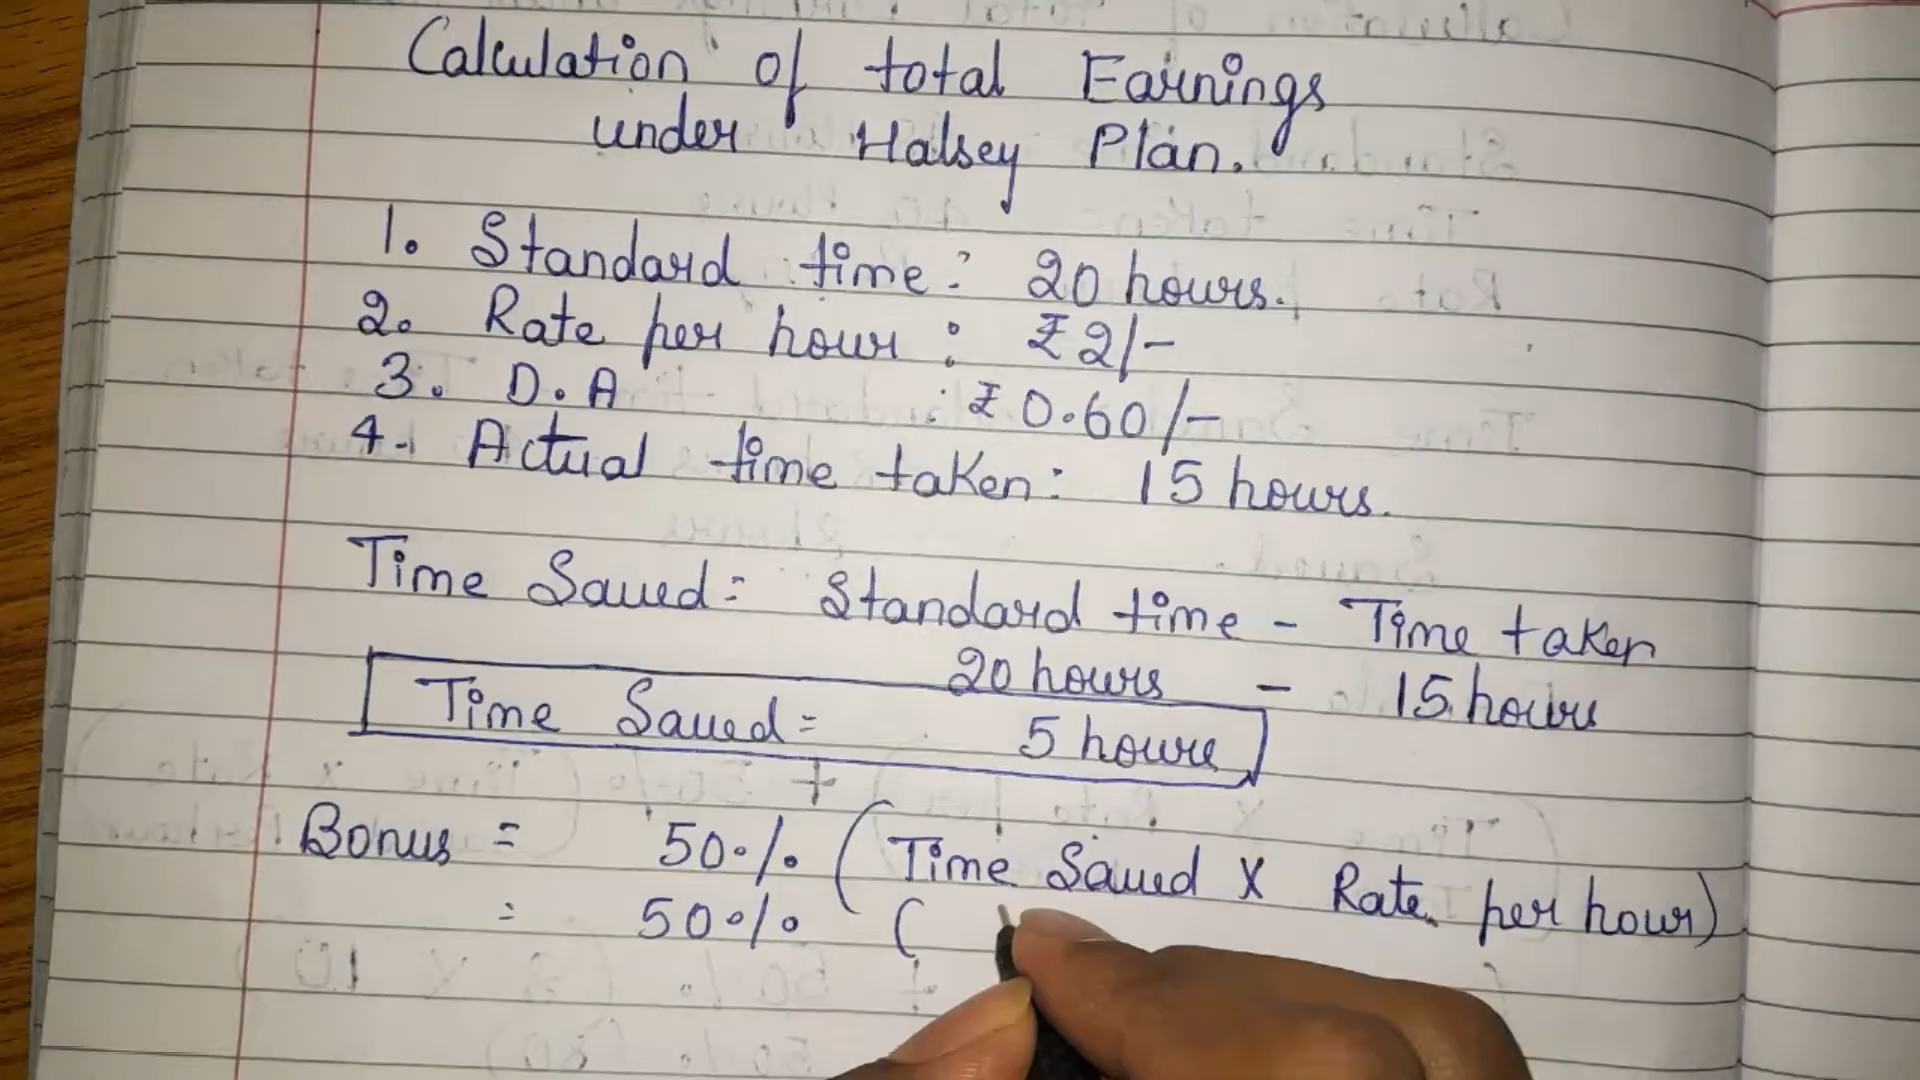 Calculation of total Earnings
under Halsey Plan.
1. Standard time: 20 hours.
2. Rate per hour : ₹2/-
3. D.A : ₹0.60/-
4. Actual time taken: 15 hours.
Time Saved = Standard time - Time taken
20 hours - 15 hours
Time Saved = 5 hours
Bonus = 50% (Time Saved X Rate per hour)
= 50% (